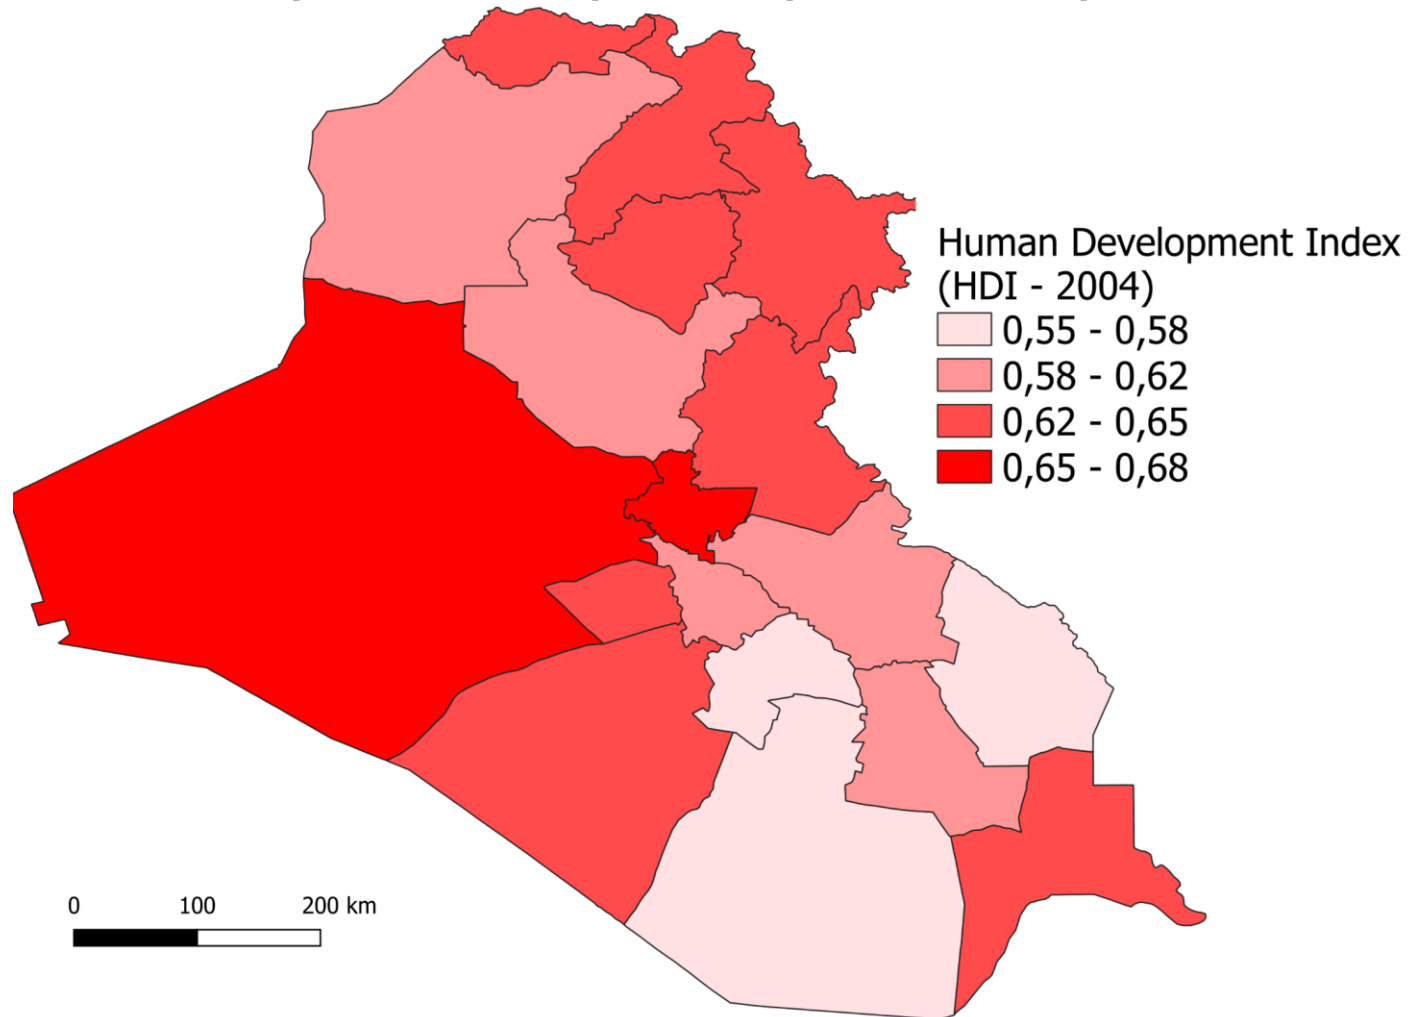 Human Development Index
(HDI - 2004)
0,55 - 0,58
0,58 - 0,62
0,62 - 0,65
0,65 - 0,68
0 100 200 km